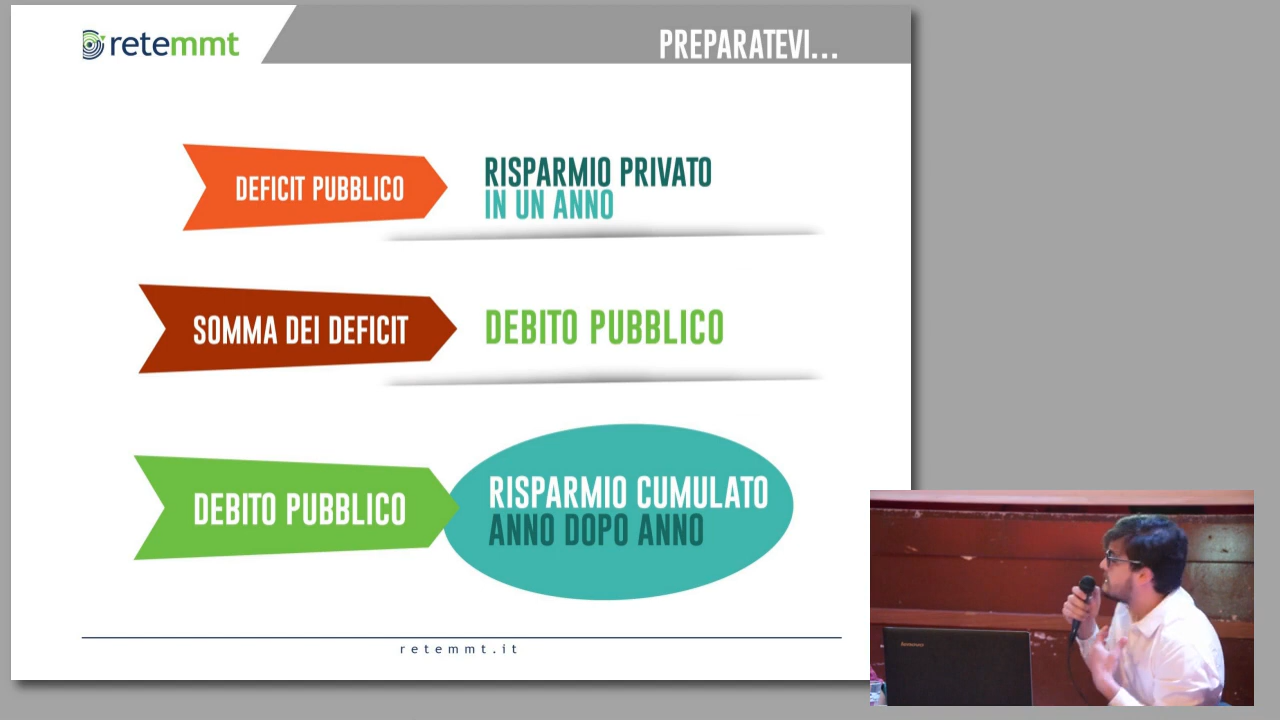 retemmt
PREPARATEVI...
DEFICIT PUBBLICO
RISPARMIO PRIVATO
IN UN ANNO
SOMMA DEI DEFICIT
DEBITO PUBBLICO
DEBITO PUBBLICO
RISPARMIO CUMULATO
ANNO DOPO ANNO
retemmt.it